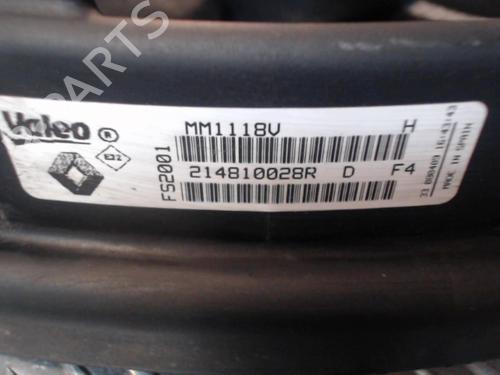 PARTS
Valeo ®
MM1118V H
FS2001
214810028R D F4
MADE IN SPAIN